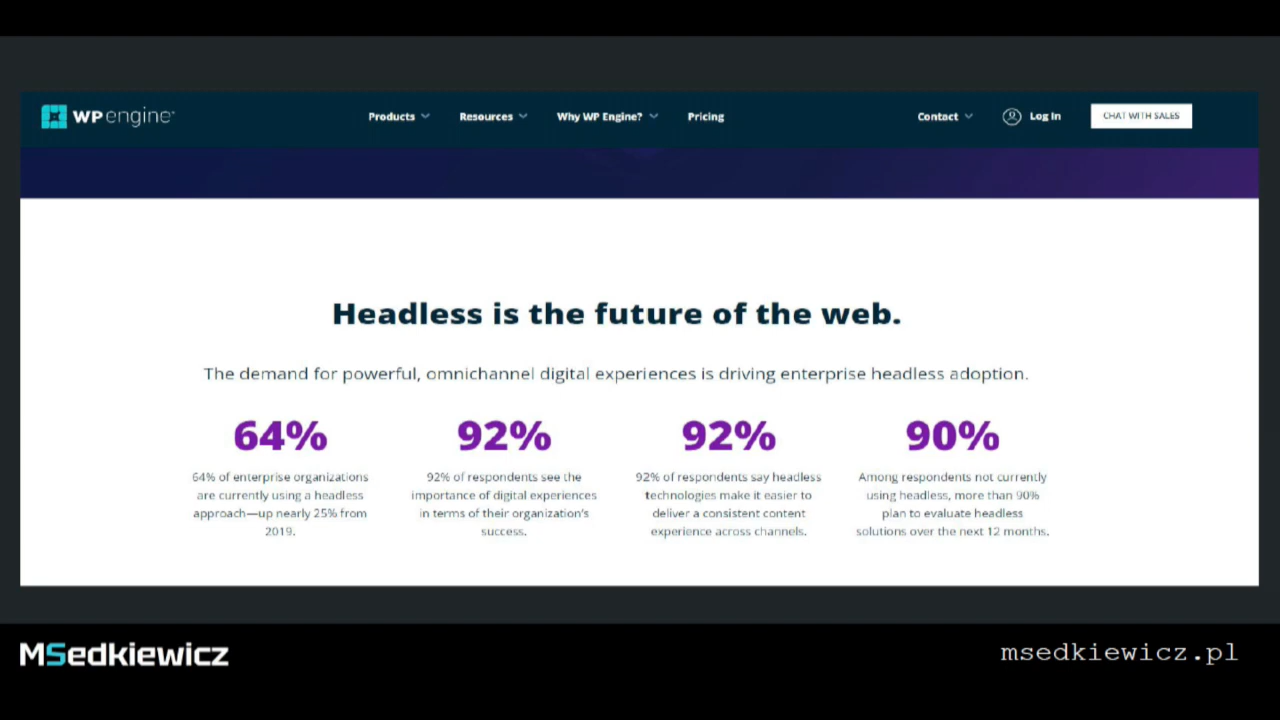 WP engine
Products
Resources
Why WP Engine?
Pricing
Contact
Log In
CHAT WITH SALES
Headless is the future of the web.
The demand for powerful, omnichannel digital experiences is driving enterprise headless adoption.
64%
64% of enterprise organizations
are currently using a headless
approach—up nearly 25% from
2019.
92%
92% of respondents see the
importance of digital experiences
in terms of their organization's
success.
92%
92% of respondents say headless
technologies make it easier to
deliver a consistent content
experience across channels.
90%
Among respondents not currently
using headless, more than 90%
plan to evaluate headless
solutions over the next 12 months.
MSedkiewicz
msedkiewicz.pl